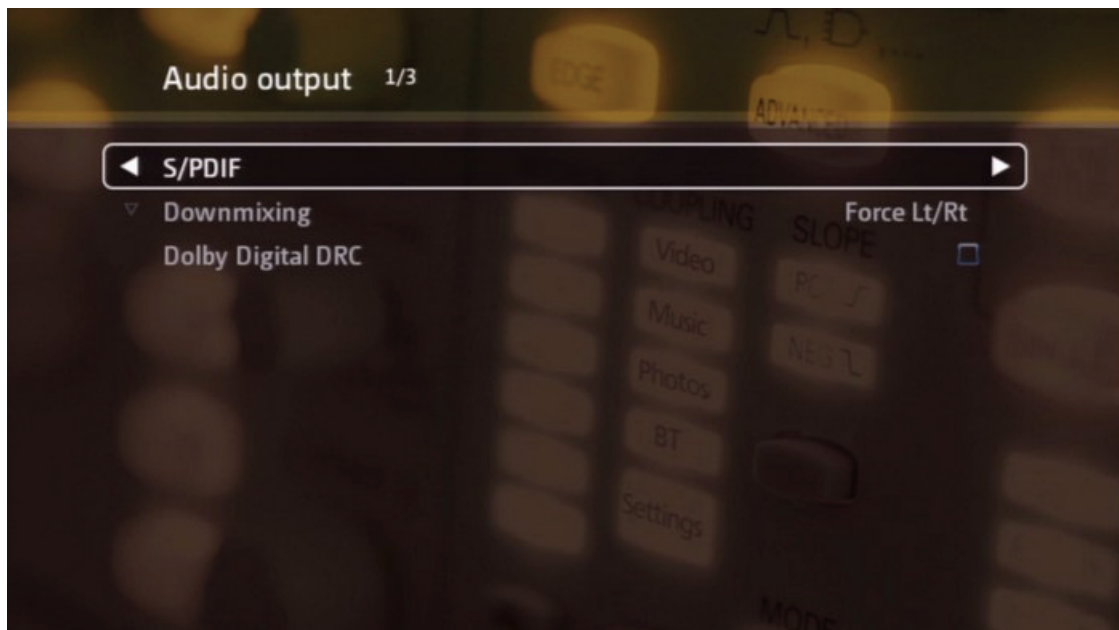 Audio output 1/3
S/PDIF
Downmixing Force Lt/Rt
Dolby Digital DRC
EDGE
ADVANCED
COUPLING
SLOPE
Video
Music
NEG
Photos
BT
Settings
MODE